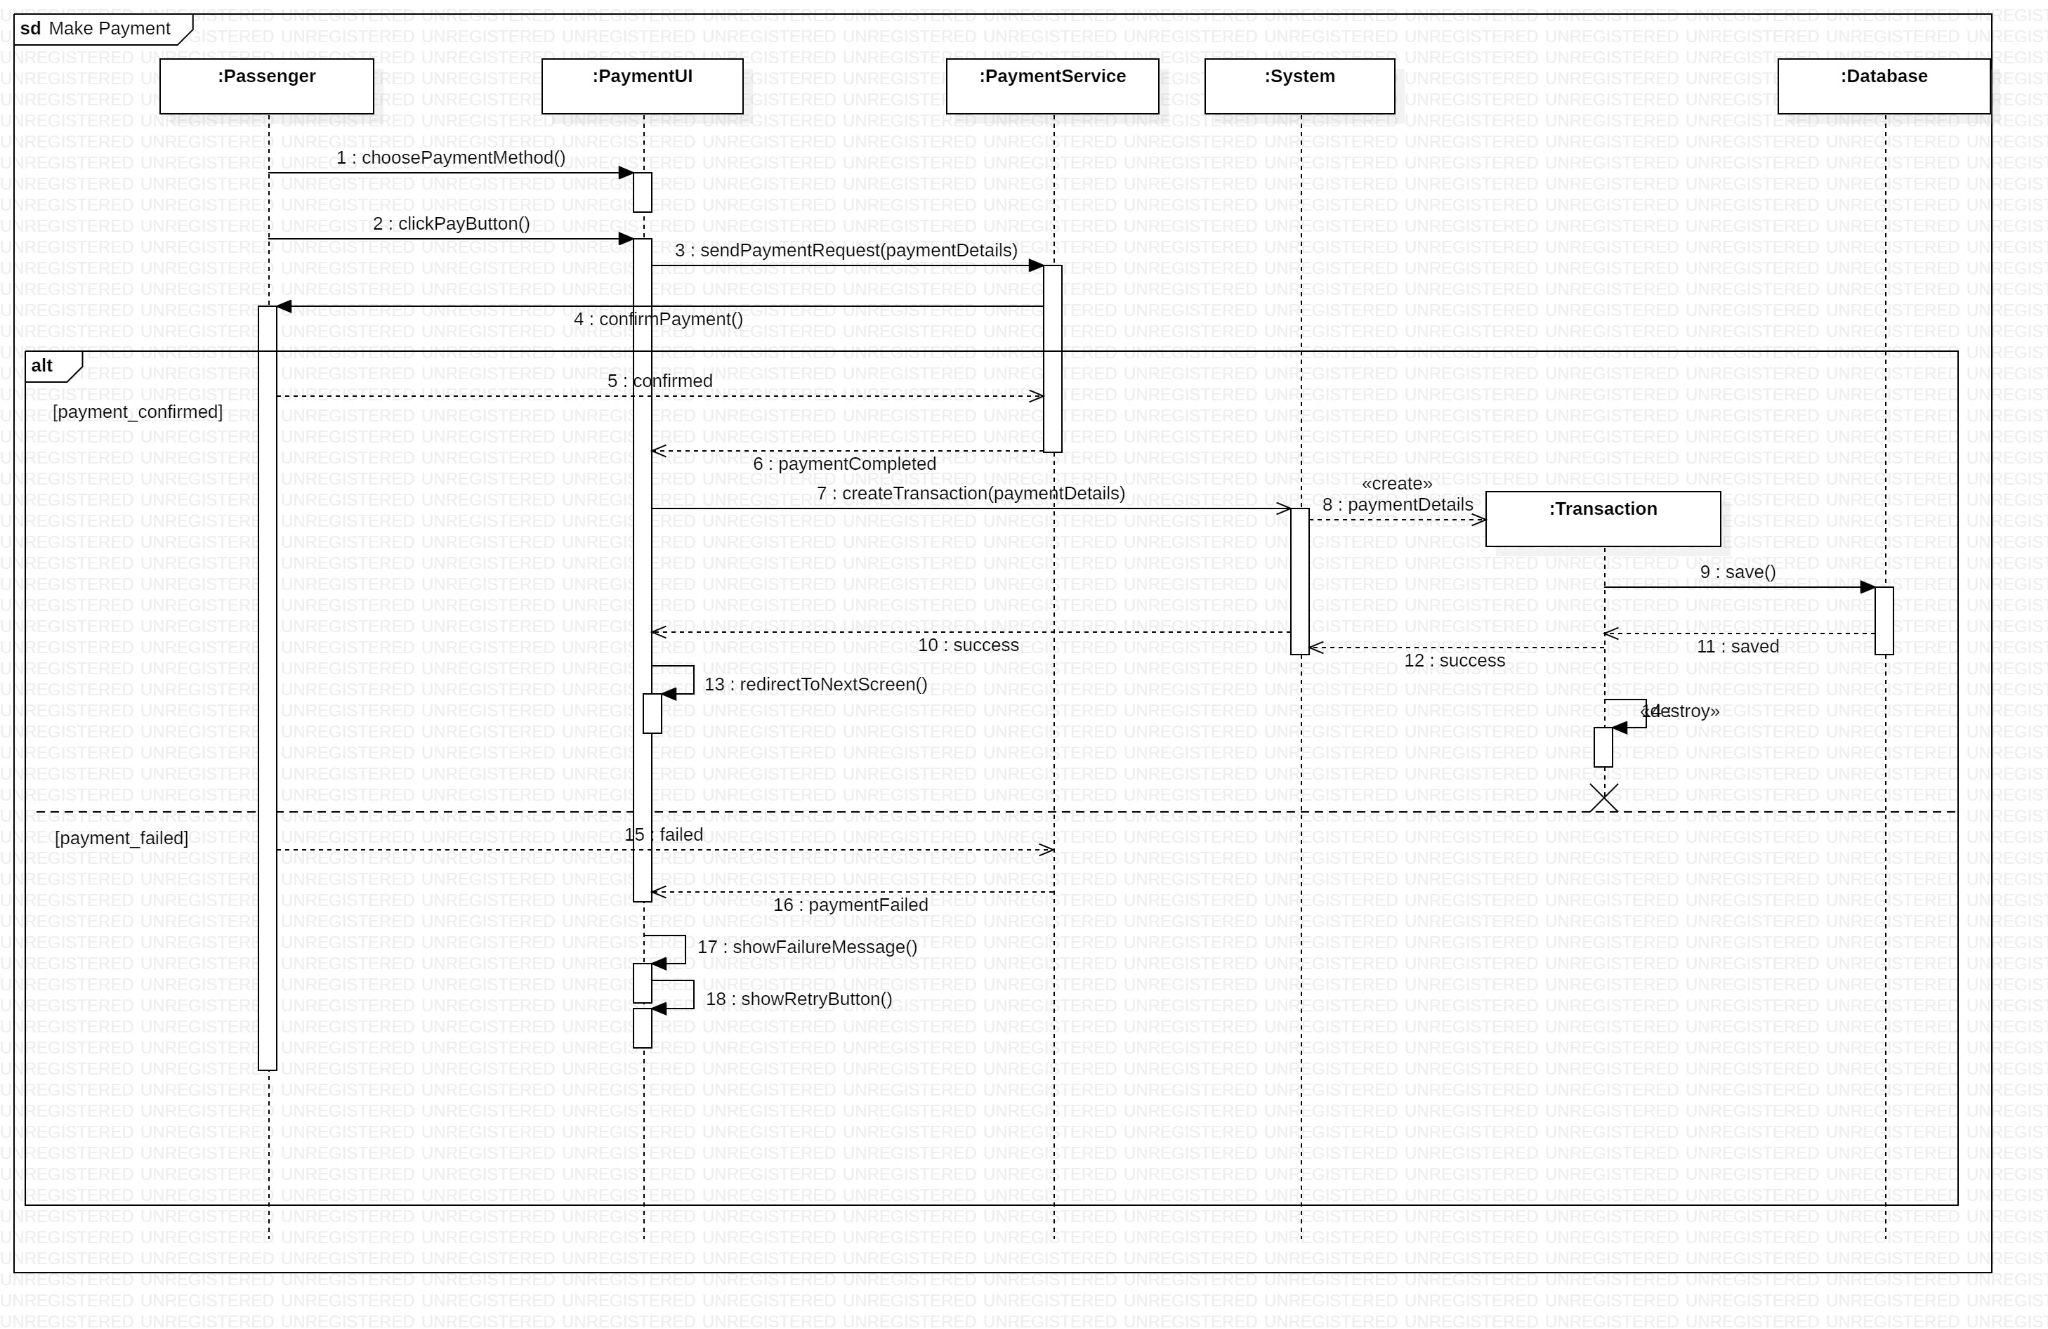 sd Make Payment
:Passenger
:PaymentUI
:PaymentService
:System
:Database
1 : choosePaymentMethod()
2 : clickPayButton()
3 : sendPaymentRequest(paymentDetails)
4 : confirmPayment()
alt
5 : confirmed
[payment_confirmed]
6 : paymentCompleted
7 : createTransaction(paymentDetails)
«create»
8 : paymentDetails
:Transaction
9 : save()
10 : success
11 : saved
12 : success
13 : redirectToNextScreen()
14 :
«destroy»
[payment_failed]
15 : failed
16 : paymentFailed
17 : showFailureMessage()
18 : showRetryButton()
UNREGISTERED